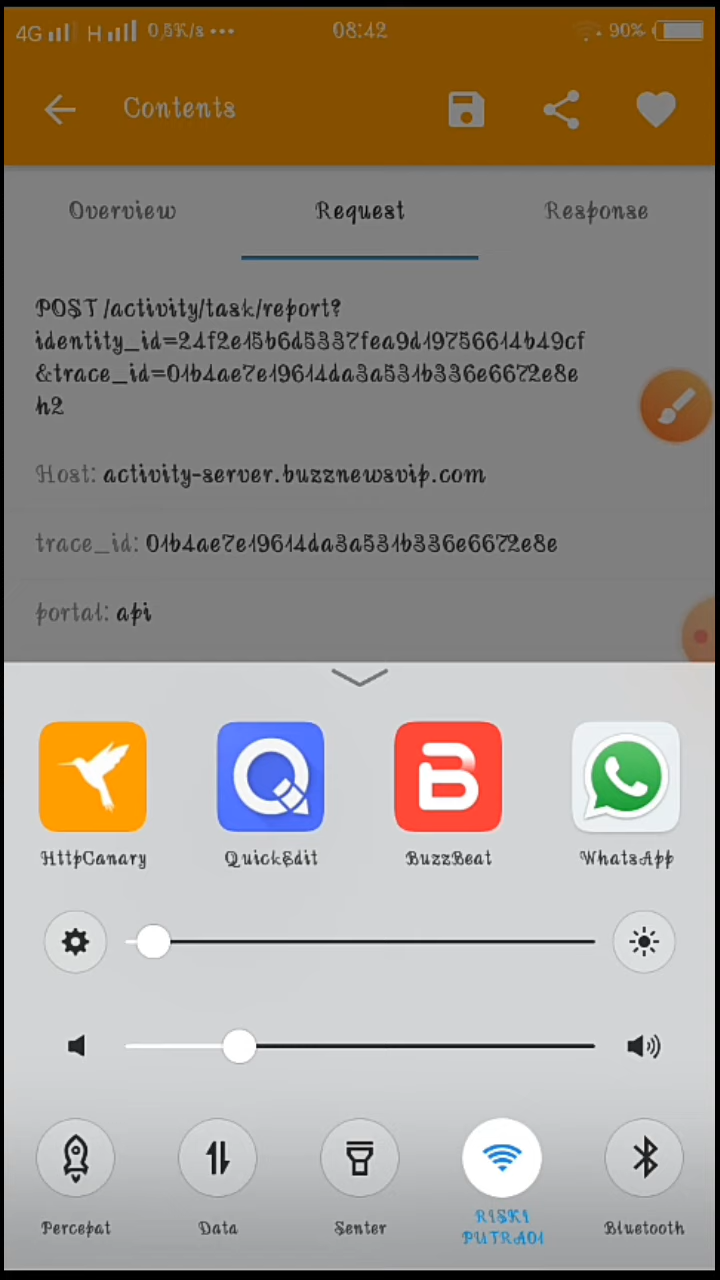 4G H 0,5K/s ••• 08:42 90%
Contents
Overview Request Response
POST /activity/task/report?
identity_id=24f2e15b6d5337fea9d19756614b49cf
&trace_id=01b4ae7e19614da3a531b336e6672e8e
h2
Host: activity-server.buzznewsvip.com
trace_id: 01b4ae7e19614da3a531b336e6672e8e
portal: api
HttpCanary QuickEdit BuzzBeat WhatsApp
Percepat Data Senter RISKI PUTRA01 Bluetooth